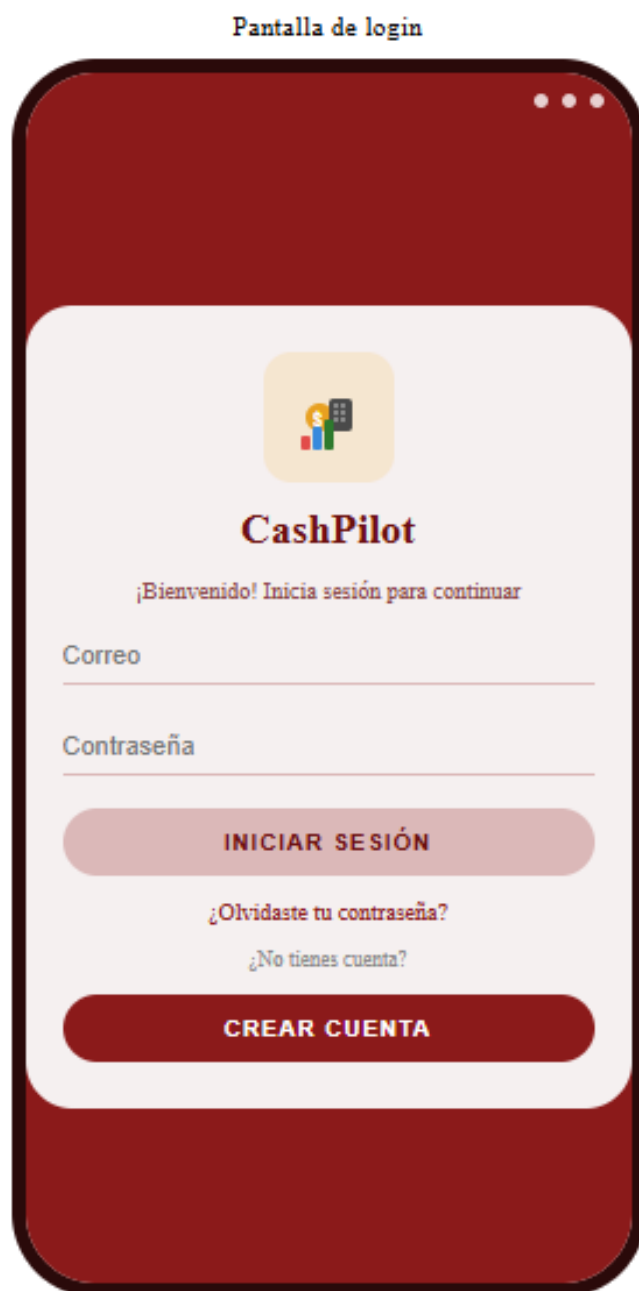 Pantalla de login
$
CashPilot
¡Bienvenido! Inicia sesión para continuar
Correo
Contraseña
INICIAR SESIÓN
¿Olvidaste tu contraseña?
¿No tienes cuenta?
CREAR CUENTA